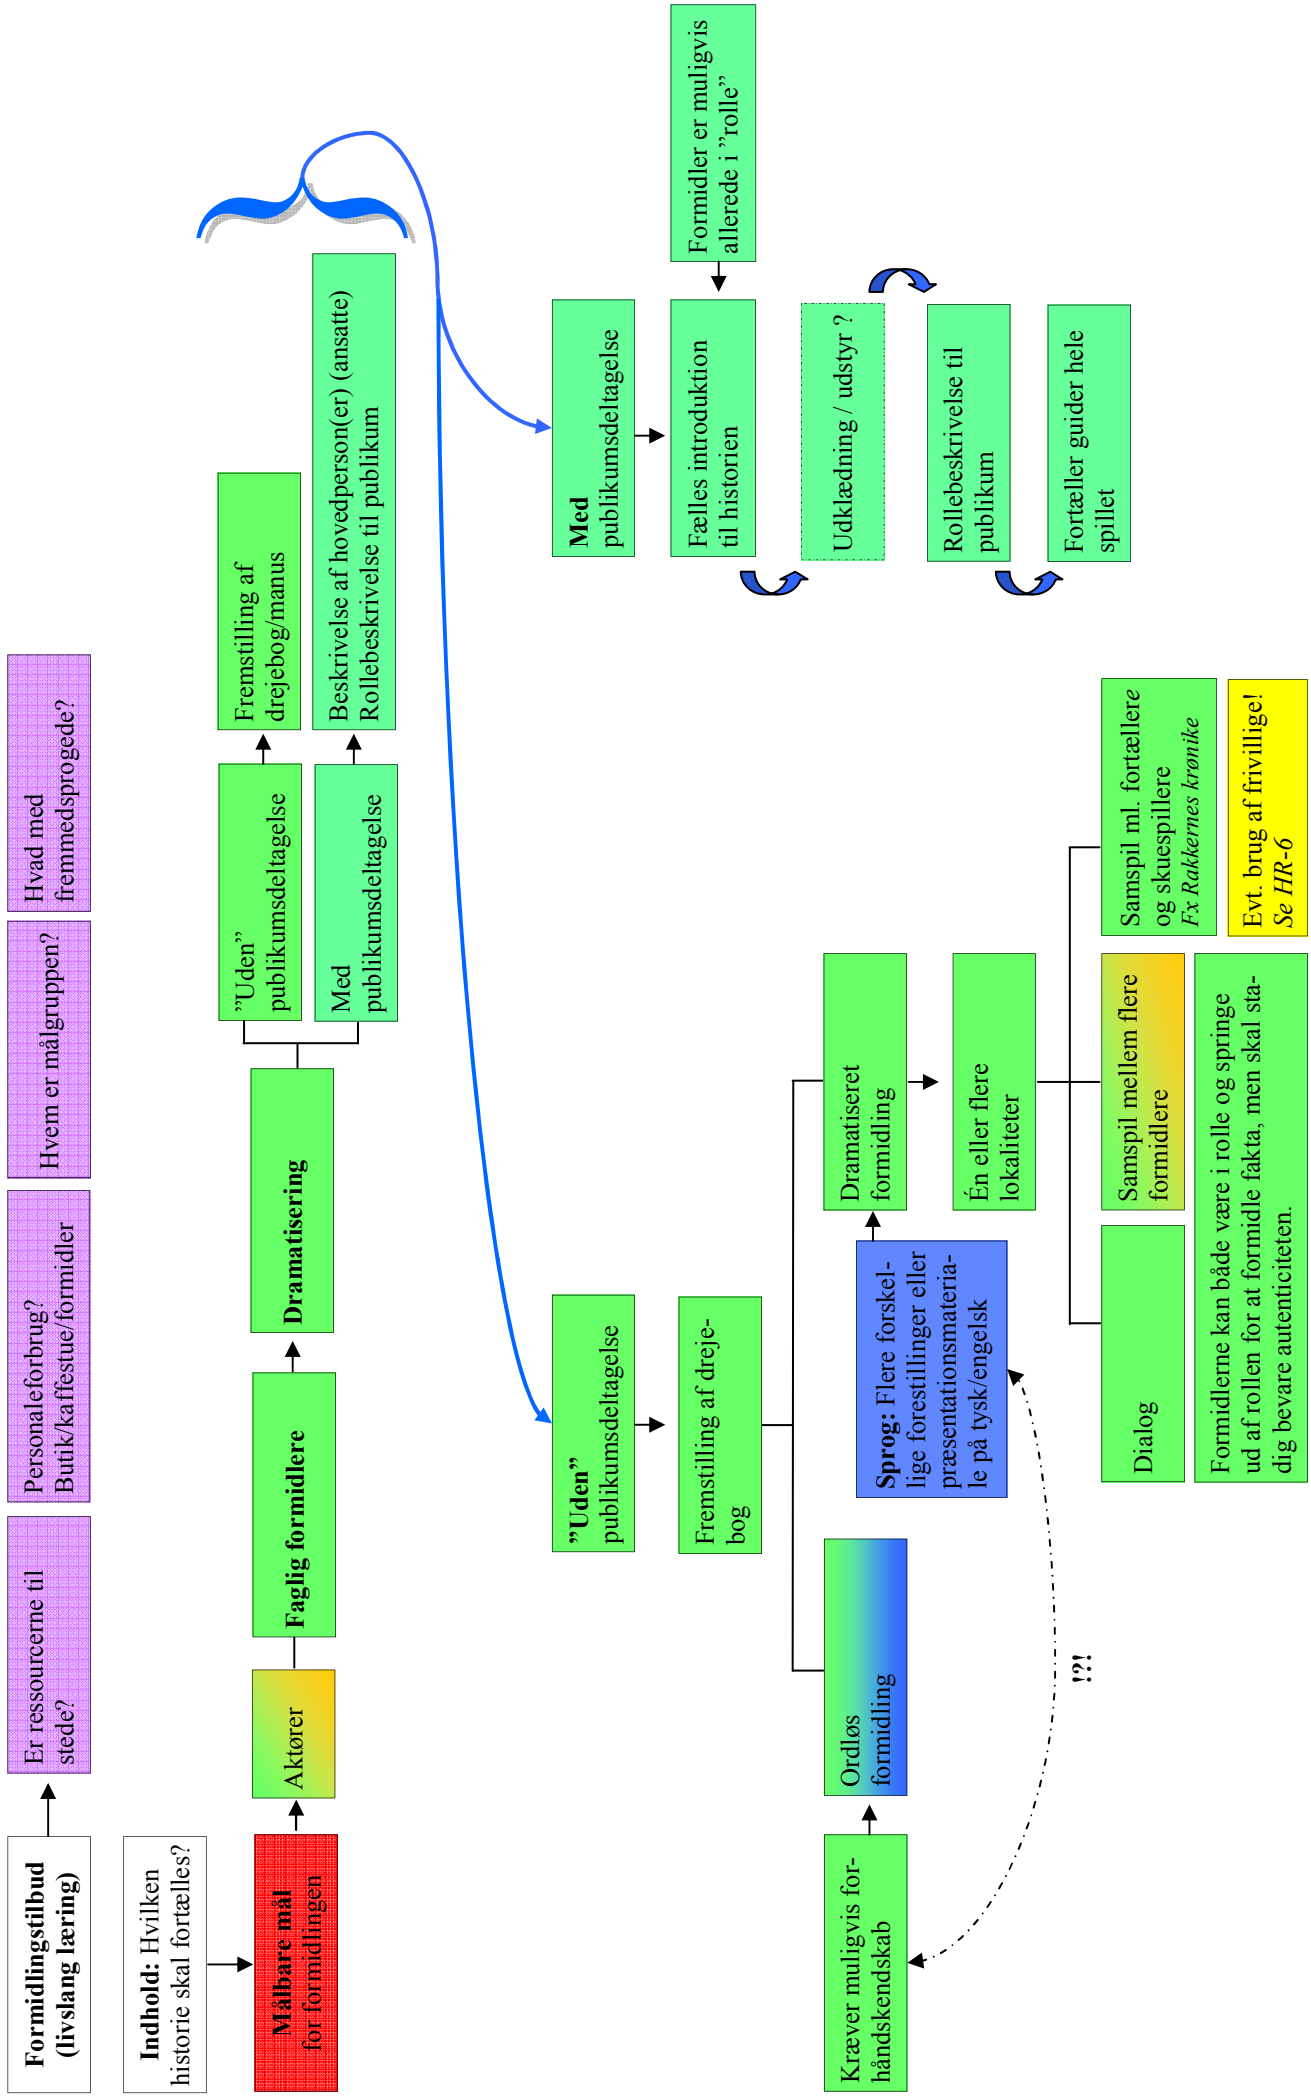 Formidlingstilbud
(livslang læring)
Er ressourcerne til
stede?
Personaleforbrug?
Butik/kaffestue/formidler
Hvem er målgruppen?
Hvad med
fremmedsprogede?
Indhold: Hvilken
historie skal fortælles?
Målbare mål
for formidlingen
Aktører
Faglig formidlere
Dramatisering
”Uden”
publikumsdeltagelse
Fremstilling af
drejebog/manus
Med
publikumsdeltagelse
Beskrivelse af hovedperson(er) (ansatte)
Rollebeskrivelse til publikum
”Uden”
publikumsdeltagelse
Fremstilling af dreje-
bog
Kræver muligvis for-
håndskendskab
Ordløs
formidling
Sprog: Flere forskel-
lige forestillinger eller
præsentationsmateria-
le på tysk/engelsk
!?!
Dramatiseret
formidling
Én eller flere
lokaliteter
Dialog
Samspil mellem flere
formidlere
Samspil ml. fortællere
og skuespillere
Fx Rakkernes krønike
Formidlerne kan både være i rolle og springe
ud af rollen for at formidle fakta, men skal sta-
dig bevare autenticiteten.
Evt. brug af frivillige!
Se HR-6
Med
publikumsdeltagelse
Fælles introduktion
til historien
Formidler er muligvis
allerede i ”rolle”
Udklædning / udstyr ?
Rollebeskrivelse til
publikum
Fortæller guider hele
spillet